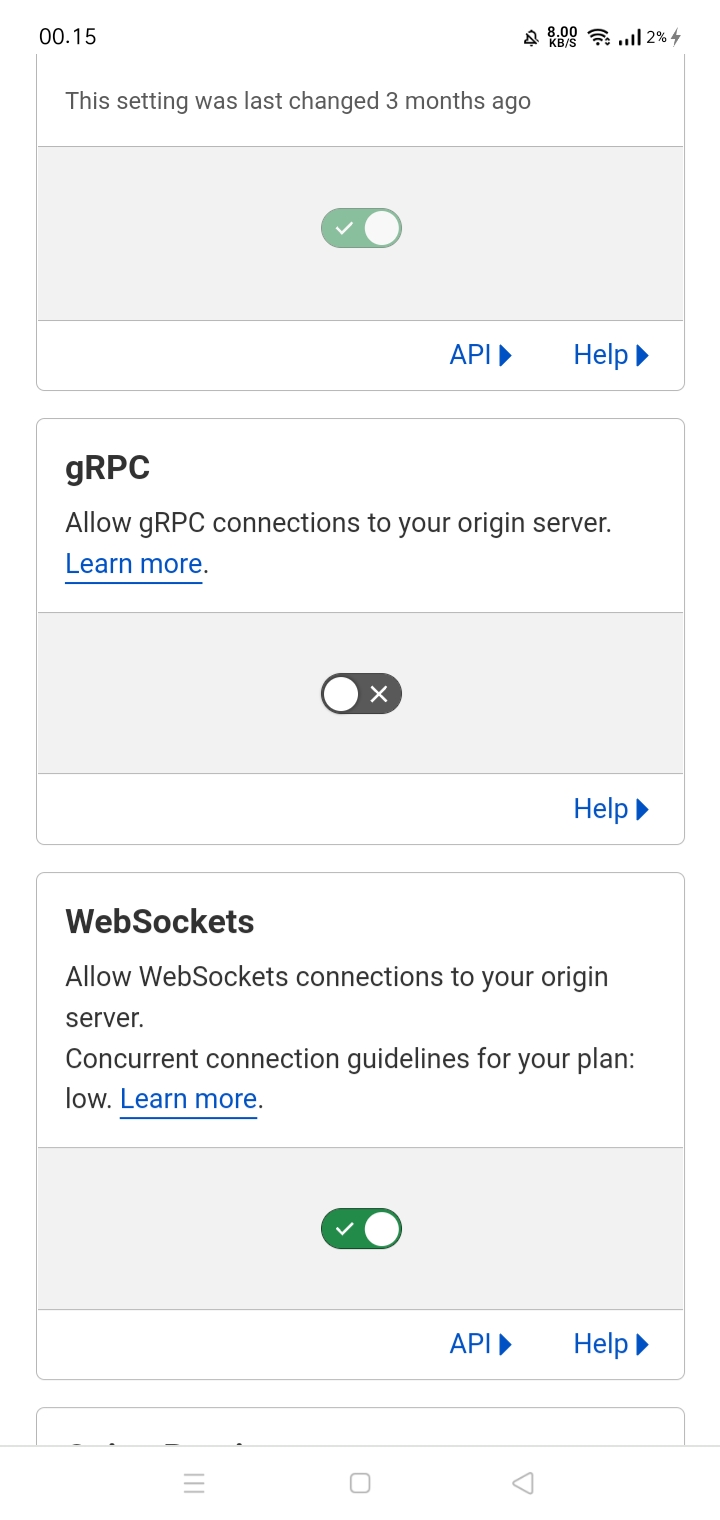 00.15
8.00
KB/S
2%
This setting was last changed 3 months ago
API
Help
gRPC
Allow gRPC connections to your origin server.
Learn more.
Help
WebSockets
Allow WebSockets connections to your origin
server.
Concurrent connection guidelines for your plan:
low. Learn more.
API
Help